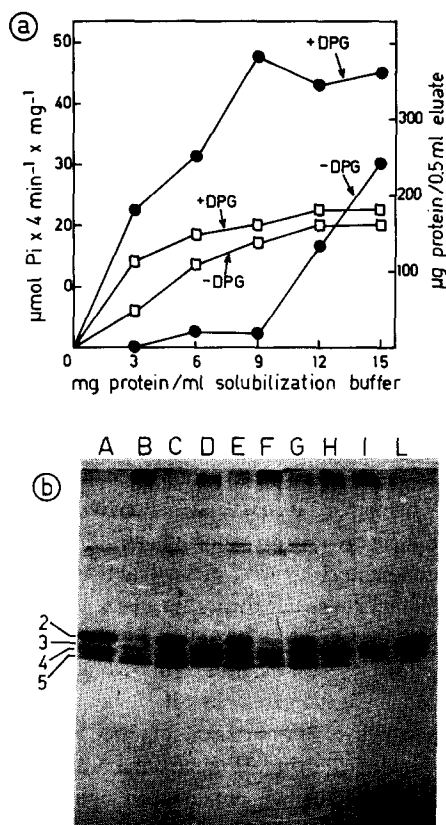 a
50
40
30
20
10
0
μmol Pi x 4 min⁻¹ x mg⁻¹
+DPG
-DPG
+DPG
-DPG
300
200
100
μg protein/0.5 ml eluate
0 3 6 9 12 15
mg protein/ml solubilization buffer
b
A B C D E F G H I L
2
3
4
5